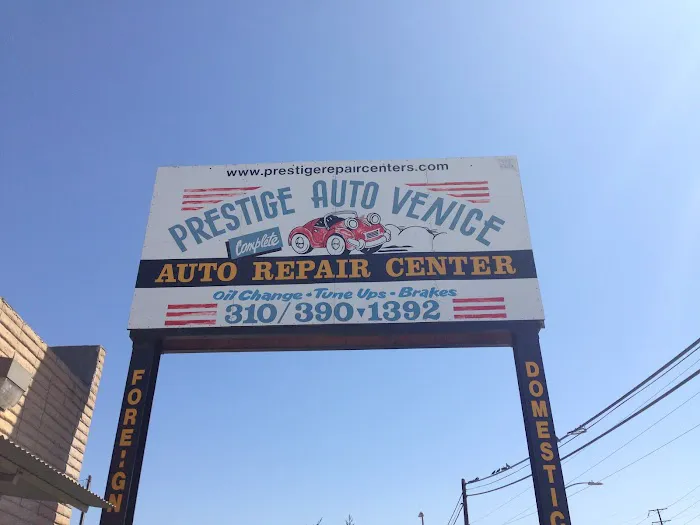 www.prestigerepaircenters.com
PRESTIGE AUTO VENICE
Complete
AUTO REPAIR CENTER
Oil Change • Tune Ups • Brakes
310/390▾1392
FOREIGN
DOMESTIC